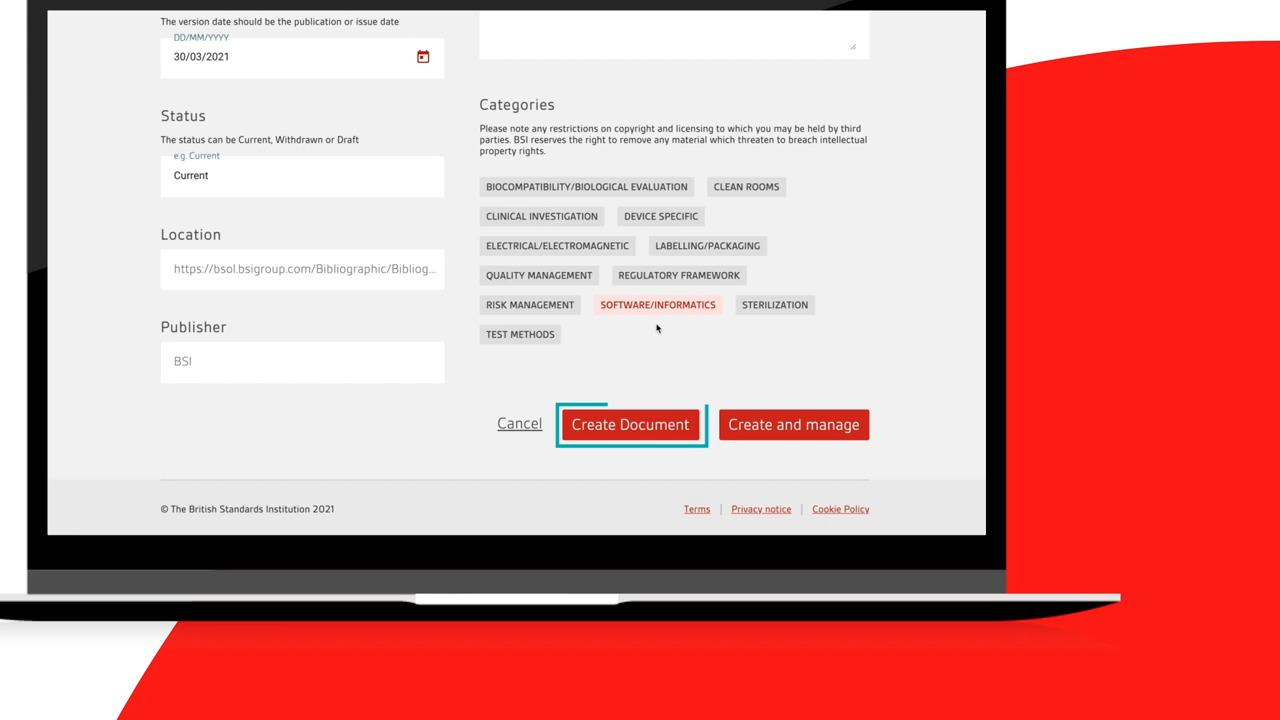 The version date should be the publication or issue date
DD/MM/YYYY
30/03/2021
Status
The status can be Current, Withdrawn or Draft
e.g. Current
Current
Location
https://bsol.bsigroup.com/Bibliographic/Bibliog...
Publisher
BSI
Categories
Please note any restrictions on copyright and licensing to which you may be held by third
parties. BSI reserves the right to remove any material which threaten to breach intellectual
property rights.
BIOCOMPATIBILITY/BIOLOGICAL EVALUATION CLEAN ROOMS
CLINICAL INVESTIGATION DEVICE SPECIFIC
ELECTRICAL/ELECTROMAGNETIC LABELLING/PACKAGING
QUALITY MANAGEMENT REGULATORY FRAMEWORK
RISK MANAGEMENT SOFTWARE/INFORMATICS STERILIZATION
TEST METHODS
Cancel Create Document Create and manage
© The British Standards Institution 2021
Terms | Privacy notice | Cookie Policy